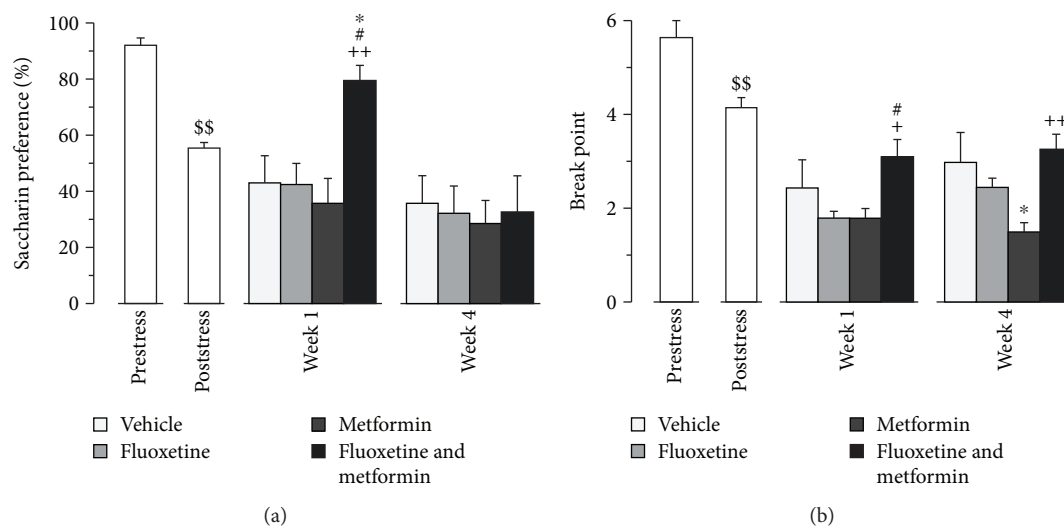 100
80
60
40
20
0
Saccharin preference (%)
$$
*
#
++
Prestress
Poststress
Week 1
Week 4
Vehicle
Fluoxetine
Metformin
Fluoxetine and
metformin
(a)
6
4
2
0
Break point
$$
#
+
*
++
Prestress
Poststress
Week 1
Week 4
Vehicle
Fluoxetine
Metformin
Fluoxetine and
metformin
(b)